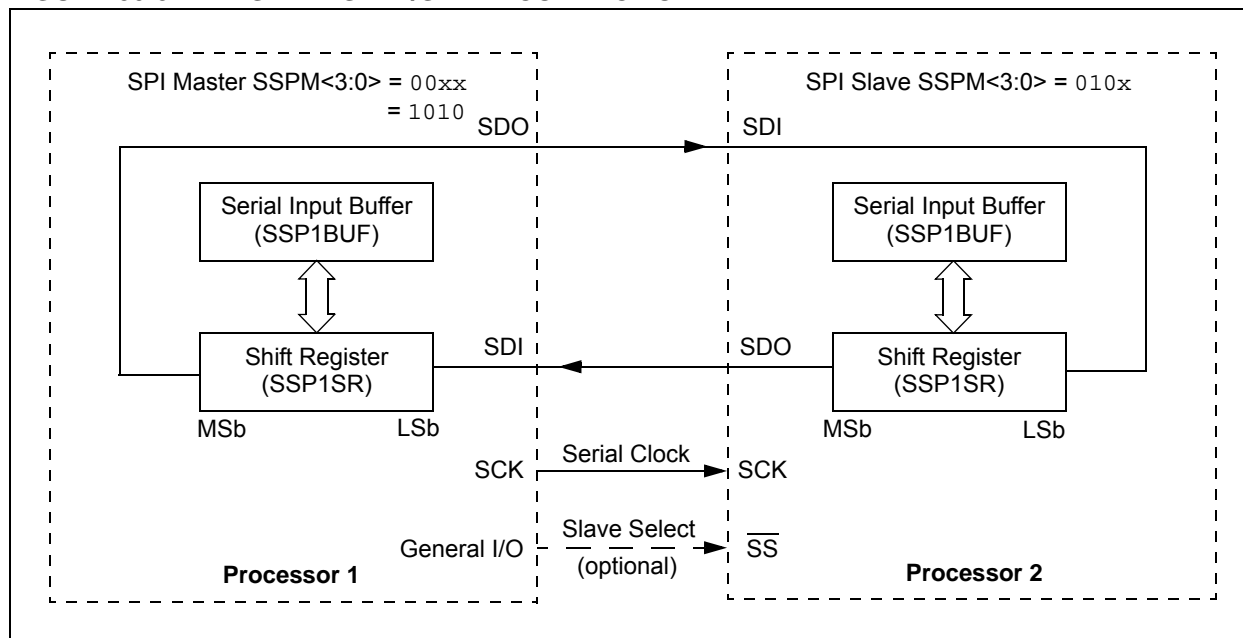 SPI Master SSPM<3:0> = 00xx
= 1010
SDO
Serial Input Buffer
(SSP1BUF)
Shift Register
(SSP1SR)
MSb
LSb
SDI
SCK
General I/O
Processor 1
Serial Clock
Slave Select
(optional)
SPI Slave SSPM<3:0> = 010x
SDI
Serial Input Buffer
(SSP1BUF)
SDO
Shift Register
(SSP1SR)
MSb
LSb
SCK
S̅S̅
Processor 2